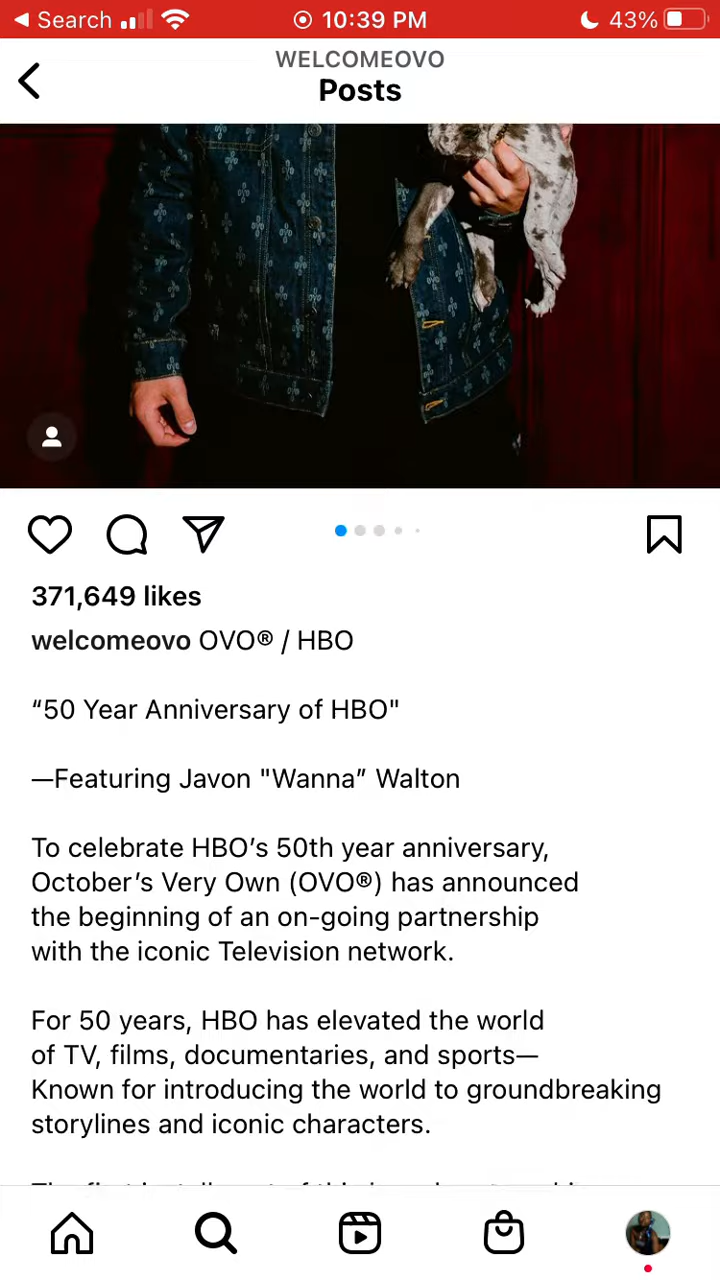 Search 10:39 PM 43%
WELCOMEOVO
Posts
371,649 likes
welcomeovo OVO® / HBO
“50 Year Anniversary of HBO"
—Featuring Javon "Wanna” Walton
To celebrate HBO’s 50th year anniversary,
October’s Very Own (OVO®) has announced
the beginning of an on-going partnership
with the iconic Television network.
For 50 years, HBO has elevated the world
of TV, films, documentaries, and sports—
Known for introducing the world to groundbreaking
storylines and iconic characters.